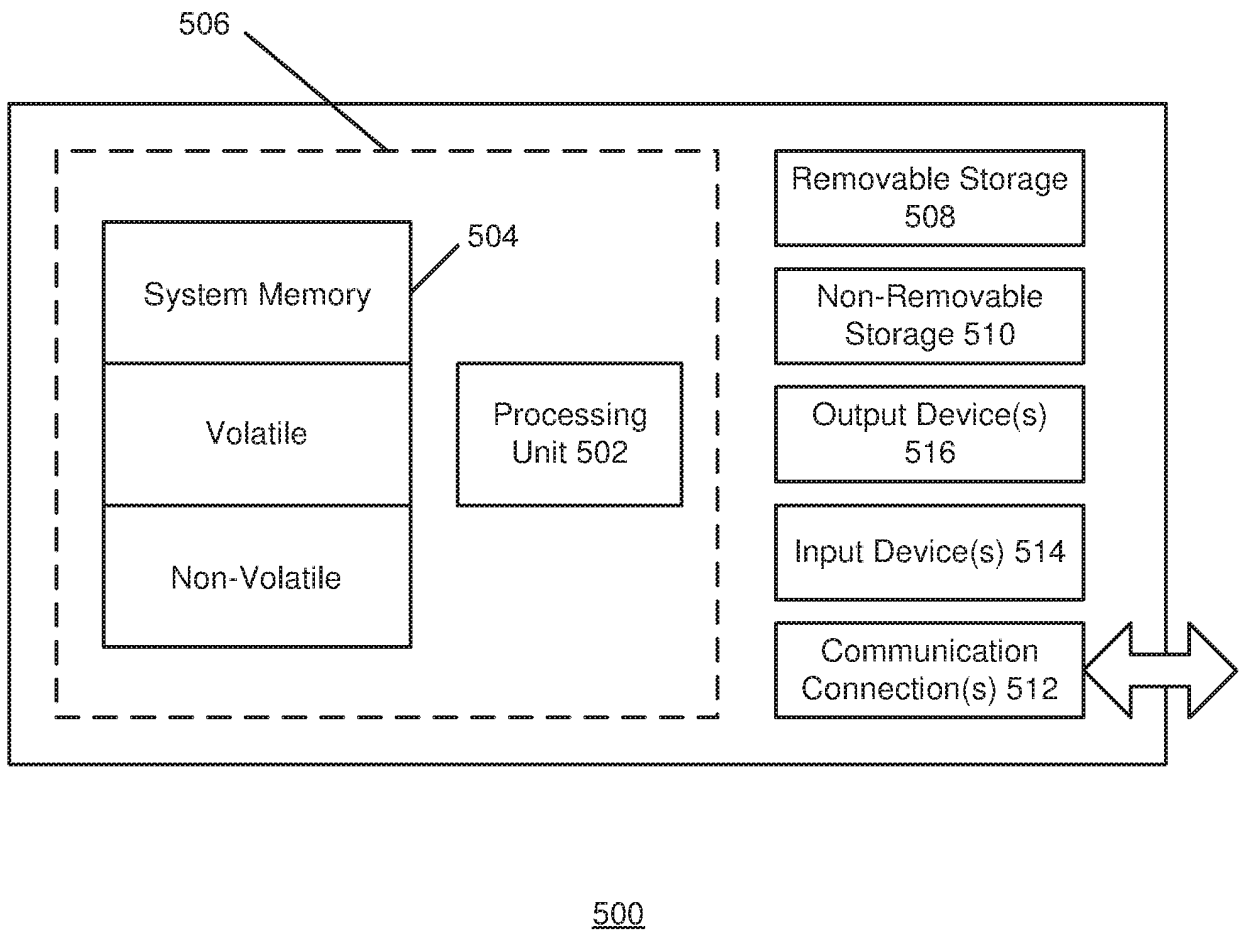 506
504
System Memory
Volatile
Non-Volatile
Processing
Unit 502
Removable Storage
508
Non-Removable
Storage 510
Output Device(s)
516
Input Device(s) 514
Communication
Connection(s) 512
500